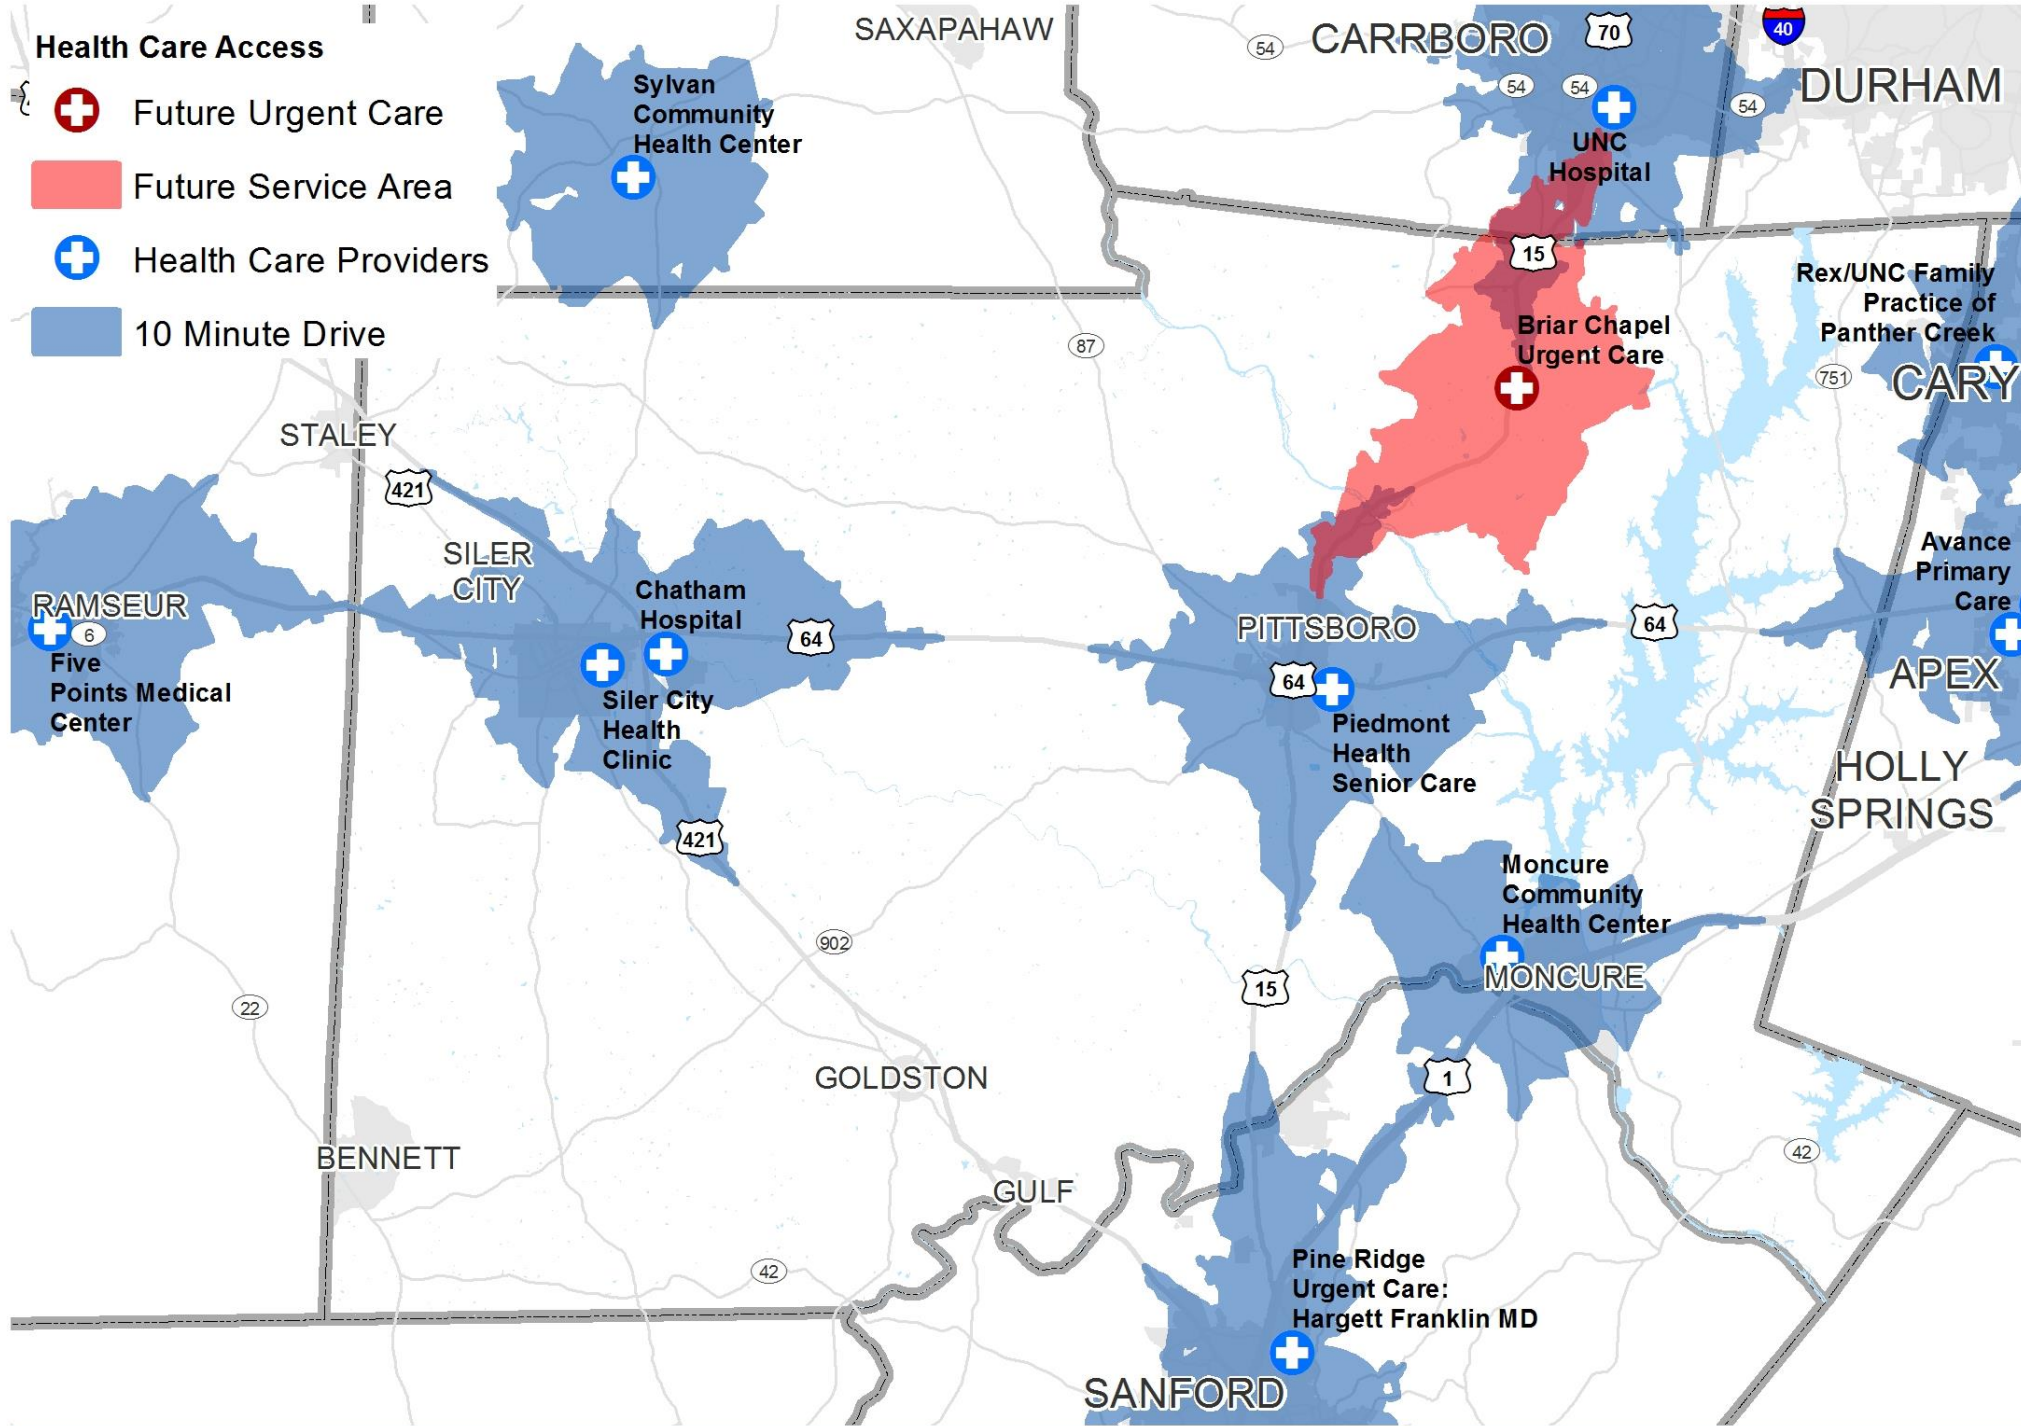 Health Care Access
Future Urgent Care
Future Service Area
Health Care Providers
10 Minute Drive
SAXAPAHAW
54
CARRBORO
70
40
DURHAM
54
54
54
Sylvan
Community
Health Center
UNC
Hospital
15
Rex/UNC Family
Practice of
Panther Creek
Briar Chapel
Urgent Care
87
751
CARY
STALEY
421
SILER
CITY
Avance
Primary
Care
RAMSEUR
6
Five
Points Medical
Center
Chatham
Hospital
64
PITTSBORO
64
64
APEX
Siler City
Health
Clinic
Piedmont
Health
Senior Care
HOLLY
SPRINGS
421
Moncure
Community
Health Center
902
MONCURE
15
22
GOLDSTON
1
BENNETT
42
GULF
42
Pine Ridge
Urgent Care:
Hargett Franklin MD
SANFORD